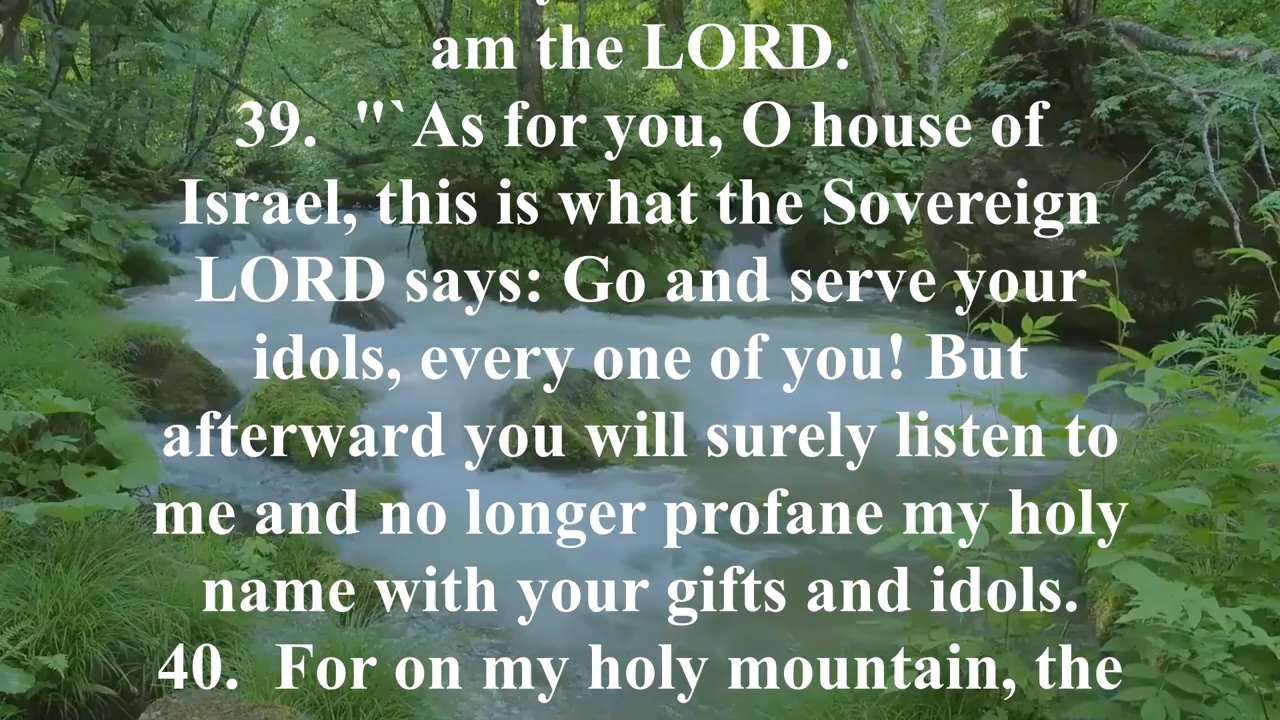 am the LORD.
39. "`As for you, O house of
Israel, this is what the Sovereign
LORD says: Go and serve your
idols, every one of you! But
afterward you will surely listen to
me and no longer profane my holy
name with your gifts and idols.
40. For on my holy mountain, the